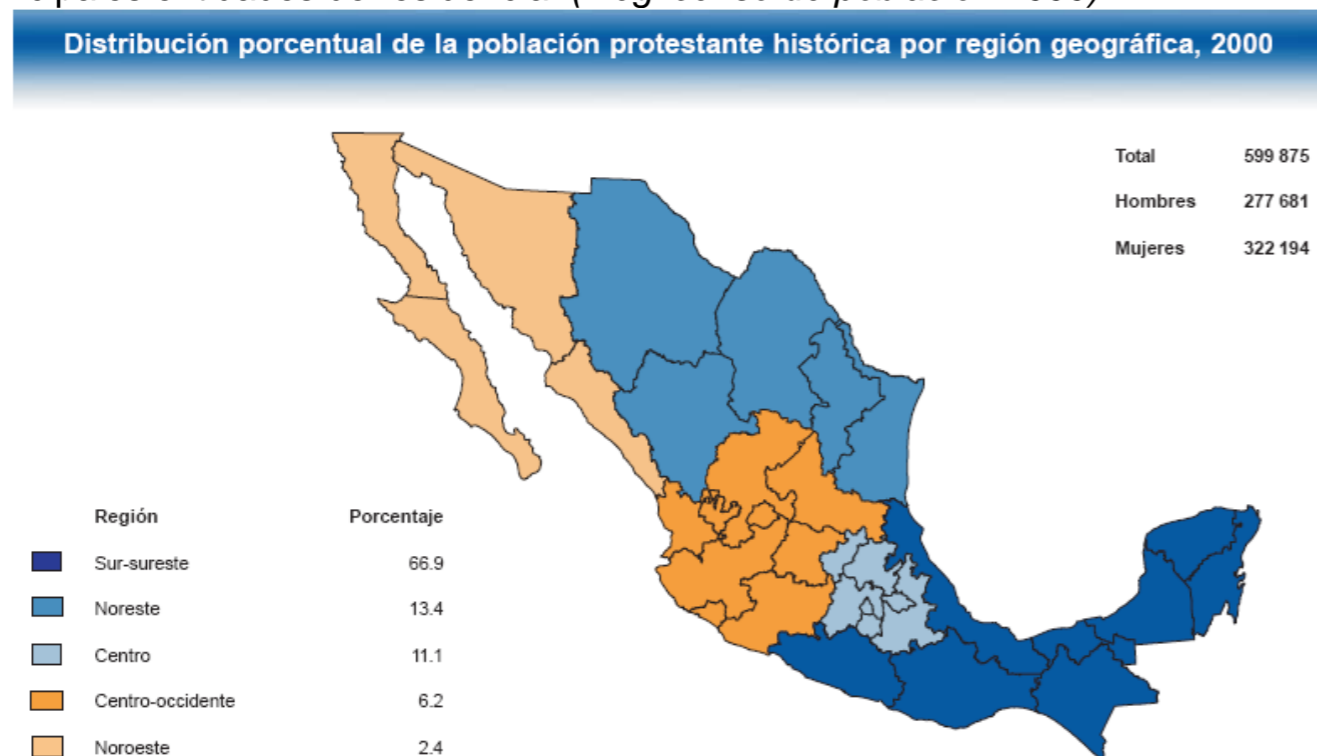 Distribución porcentual de la población protestante histórica por región geográfica, 2000
Total 599 875
Hombres 277 681
Mujeres 322 194
Región Porcentaje
Sur-sureste 66.9
Noreste 13.4
Centro 11.1
Centro-occidente 6.2
Noroeste 2.4